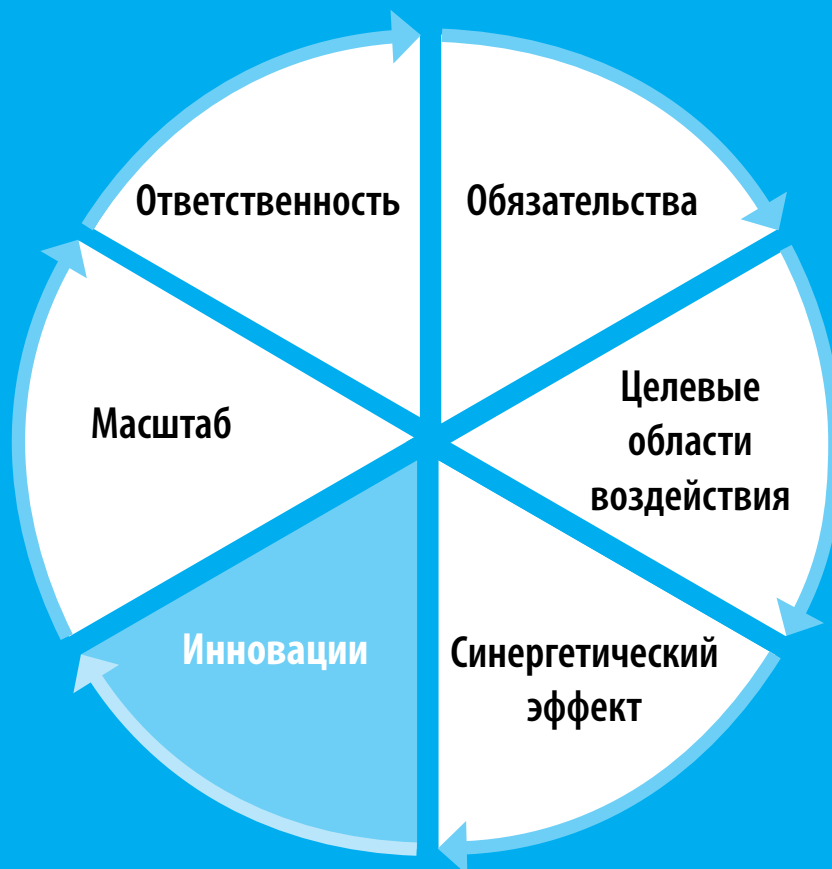 Ответственность
Обязательства
Целевые
области
воздействия
Синергетический
эффект
Инновации
Масштаб